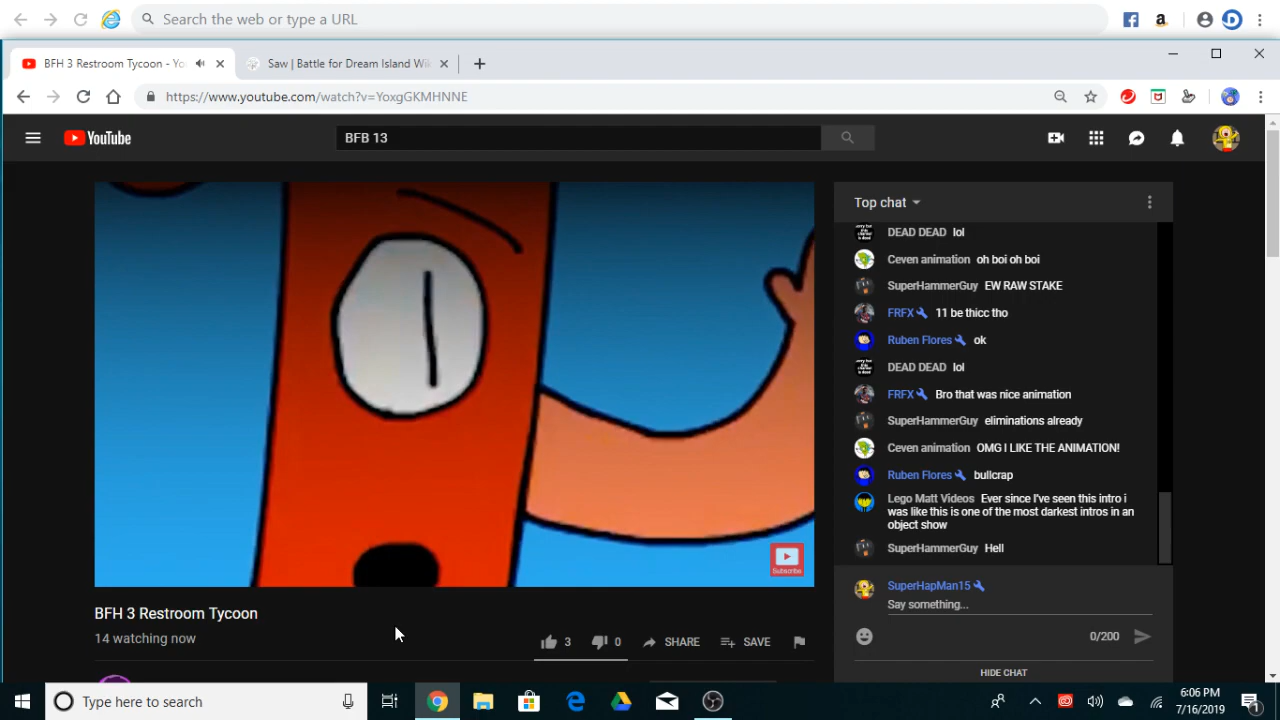 Search the web or type a URL
BFH 3 Restroom Tycoon - Yo
Saw | Battle for Dream Island Wik
https://www.youtube.com/watch?v=YoxgGKMHNNE
YouTube
BFB 13
Top chat
DEAD DEAD lol
Ceven animation oh boi oh boi
SuperHammerGuy EW RAW STAKE
FRFX 11 be thicc tho
Ruben Flores ok
DEAD DEAD lol
FRFX Bro that was nice animation
SuperHammerGuy eliminations already
Ceven animation OMG I LIKE THE ANIMATION!
Ruben Flores bullcrap
Lego Matt Videos Ever since I've seen this intro i
was like this is one of the most darkest intros in an
object show
SuperHammerGuy Hell
Subscribe
SuperHapMan15
Say something...
0/200
HIDE CHAT
BFH 3 Restroom Tycoon
14 watching now
3 0 SHARE SAVE
Type here to search
6:06 PM
7/16/2019
1